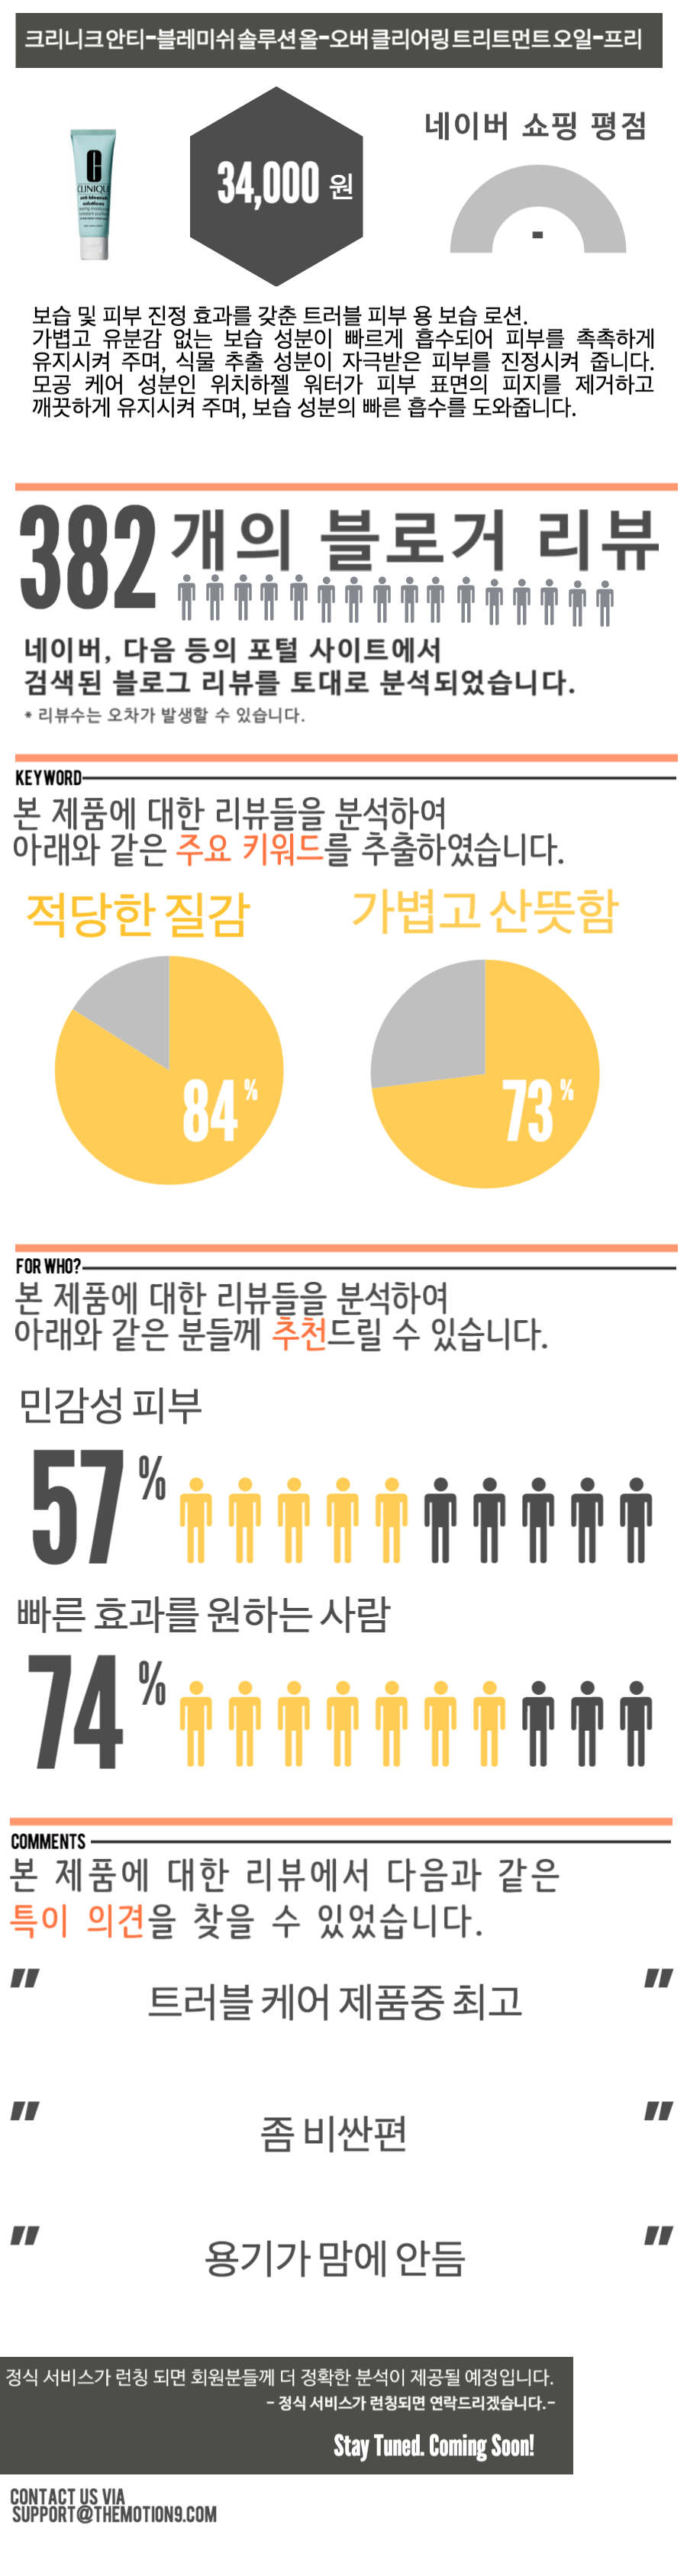 크리니크 안티-블레미쉬 솔루션 올-오버 클리어링 트리트먼트 오일-프리
34,000 원
네이버 쇼핑 평점
-
CLINIQUE
anti-blemish
solutions
보습 및 피부 진정 효과를 갖춘 트러블 피부 용 보습 로션.
가볍고 유분감 없는 보습 성분이 빠르게 흡수되어 피부를 촉촉하게
유지시켜 주며, 식물 추출 성분이 자극받은 피부를 진정시켜 줍니다.
모공 케어 성분인 위치하젤 워터가 피부 표면의 피지를 제거하고
깨끗하게 유지시켜 주며, 보습 성분의 빠른 흡수를 도와줍니다.
382 개의 블로거 리뷰
네이버, 다음 등의 포털 사이트에서
검색된 블로그 리뷰를 토대로 분석되었습니다.
* 리뷰수는 오차가 발생할 수 있습니다.
KEYWORD
본 제품에 대한 리뷰들을 분석하여
아래와 같은 주요 키워드를 추출하였습니다.
적당한 질감
가볍고 산뜻함
84%
73%
FOR WHO?
본 제품에 대한 리뷰들을 분석하여
아래와 같은 분들께 추천드릴 수 있습니다.
민감성 피부
57%
빠른 효과를 원하는 사람
74%
COMMENTS
본 제품에 대한 리뷰에서 다음과 같은
특이 의견을 찾을 수 있었습니다.
" 트러블 케어 제품중 최고 "
" 좀 비싼편 "
" 용기가 맘에 안듬 "
정식 서비스가 런칭 되면 회원분들께 더 정확한 분석이 제공될 예정입니다.
- 정식 서비스가 런칭되면 연락드리겠습니다.-
Stay Tuned. Coming Soon!
CONTACT US VIA
SUPPORT@THEMOTION9.COM